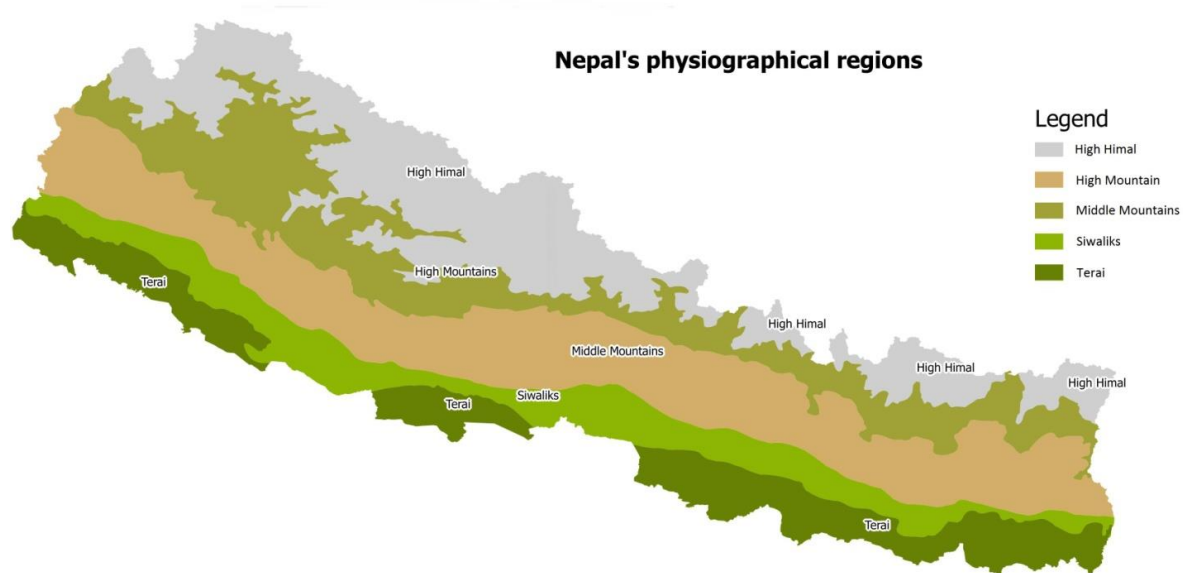 Nepal's physiographical regions
Legend
High Himal
High Mountain
Middle Mountains
Siwaliks
Terai
High Himal
High Mountains
Terai
High Himal
Middle Mountains
High Himal
High Himal
Siwaliks
Terai
Terai